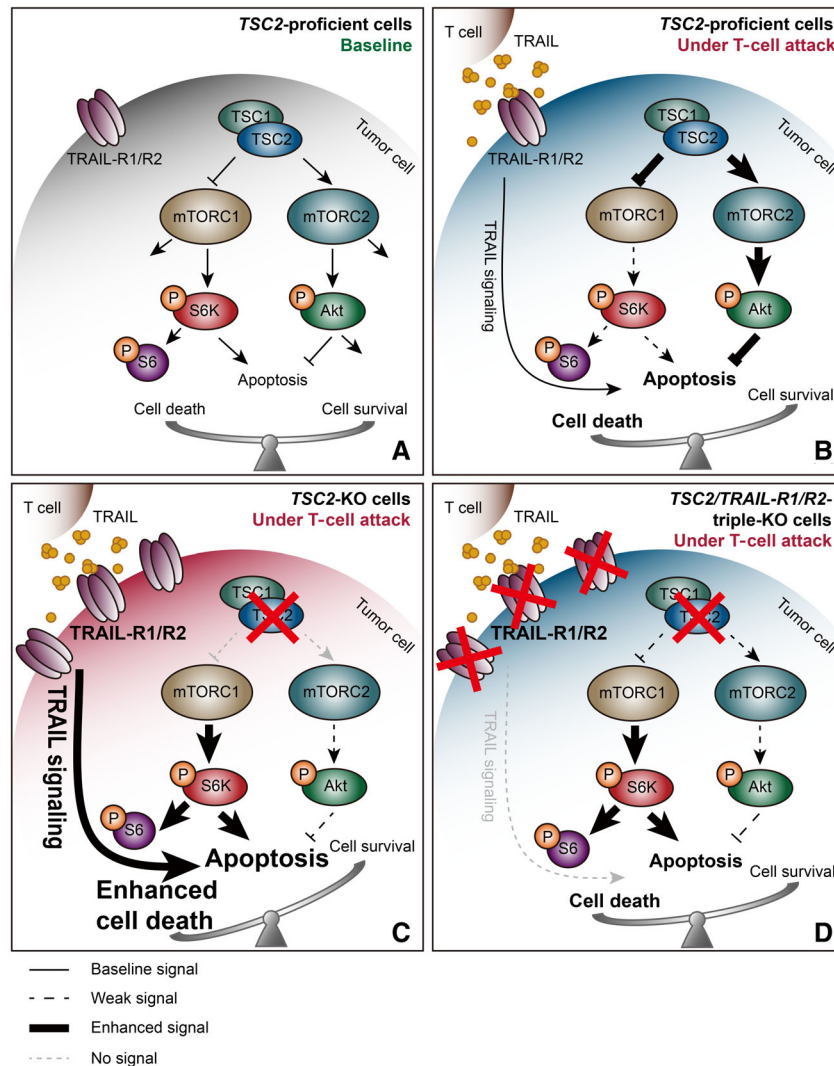 TSC2-proficient cells
Baseline
TRAIL-R1/R2
TSC1
TSC2
Tumor cell
mTORC1
mTORC2
P
S6K
P
Akt
P
S6
Apoptosis
Cell death
Cell survival
A
T cell
TRAIL
TSC2-proficient cells
Under T-cell attack
TRAIL-R1/R2
TSC1
TSC2
Tumor cell
mTORC1
mTORC2
TRAIL signaling
P
S6K
P
Akt
P
S6
Apoptosis
Cell death
Cell survival
B
T cell
TRAIL
TSC2-KO cells
Under T-cell attack
TRAIL-R1/R2
TSC1
TSC2
Tumor cell
mTORC1
mTORC2
TRAIL signaling
P
S6K
P
Akt
P
S6
Apoptosis
Enhanced
cell death
Cell survival
C
T cell
TRAIL
TSC2/TRAIL-R1/R2-
triple-KO cells
Under T-cell attack
TRAIL-R1/R2
TSC1
TSC2
Tumor cell
mTORC1
mTORC2
TRAIL signaling
P
S6K
P
Akt
P
S6
Apoptosis
Cell death
Cell survival
D
Baseline signal
Weak signal
Enhanced signal
No signal